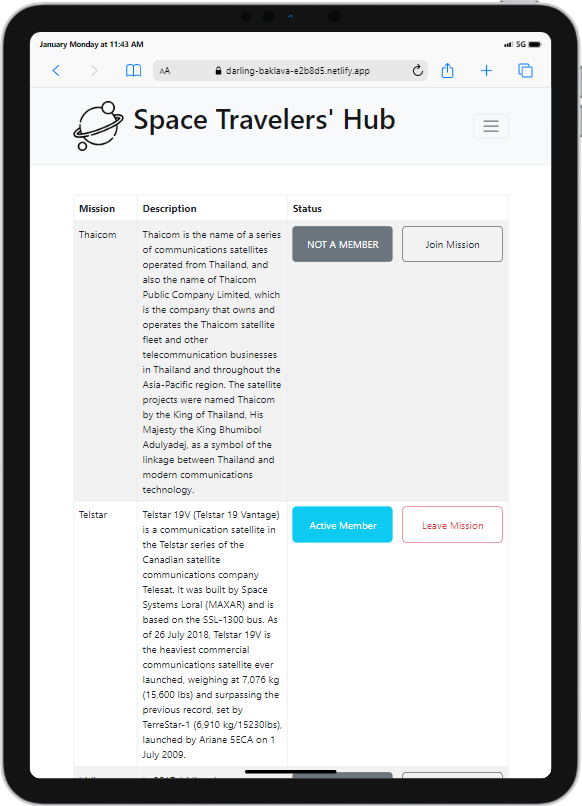 January Monday at 11:43 AM
5G
AA
darling-baklava-e2b8d5.netlify.app
Space Travelers' Hub
Mission Description Status
Thaicom
Thaicom is the name of a series
of communications satellites
operated from Thailand, and
also the name of Thaicom
Public Company Limited, which
is the company that owns and
operates the Thaicom satellite
fleet and other
telecommunication businesses
in Thailand and throughout the
Asia-Pacific region. The satellite
projects were named Thaicom
by the King of Thailand, His
Majesty the King Bhumibol
Adulyadej, as a symbol of the
linkage between Thailand and
modern communications
technology.
NOT A MEMBER
Join Mission
Telstar
Telstar 19V (Telstar 19 Vantage)
is a communication satellite in
the Telstar series of the
Canadian satellite
communications company
Telesat. It was built by Space
Systems Loral (MAXAR) and is
based on the SSL-1300 bus. As
of 26 July 2018, Telstar 19V is
the heaviest commercial
communications satellite ever
launched, weighing at 7,076 kg
(15,600 lbs) and surpassing the
previous record, set by
TerreStar-1 (6,910 kg/15230lbs),
launched by Ariane 5ECA on 1
July 2009.
Active Member
Leave Mission